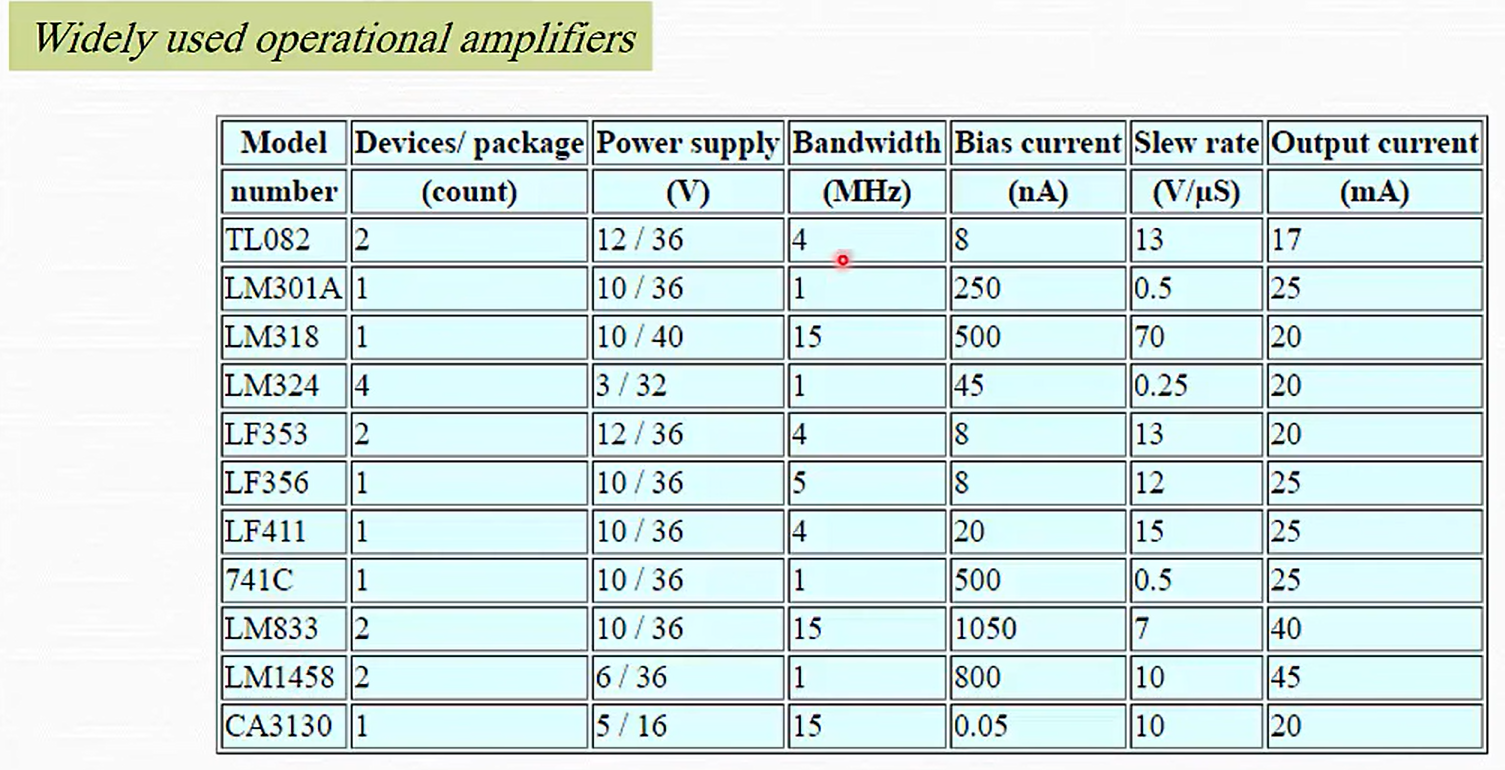 Widely used operational amplifiers
Model Devices/ package Power supply Bandwidth Bias current Slew rate Output current
number (count) (V) (MHz) (nA) (V/μS) (mA)
TL082 2 12 / 36 4 8 13 17
LM301A 1 10 / 36 1 250 0.5 25
LM318 1 10 / 40 15 500 70 20
LM324 4 3 / 32 1 45 0.25 20
LF353 2 12 / 36 4 8 13 20
LF356 1 10 / 36 5 8 12 25
LF411 1 10 / 36 4 20 15 25
741C 1 10 / 36 1 500 0.5 25
LM833 2 10 / 36 15 1050 7 40
LM1458 2 6 / 36 1 800 10 45
CA3130 1 5 / 16 15 0.05 10 20